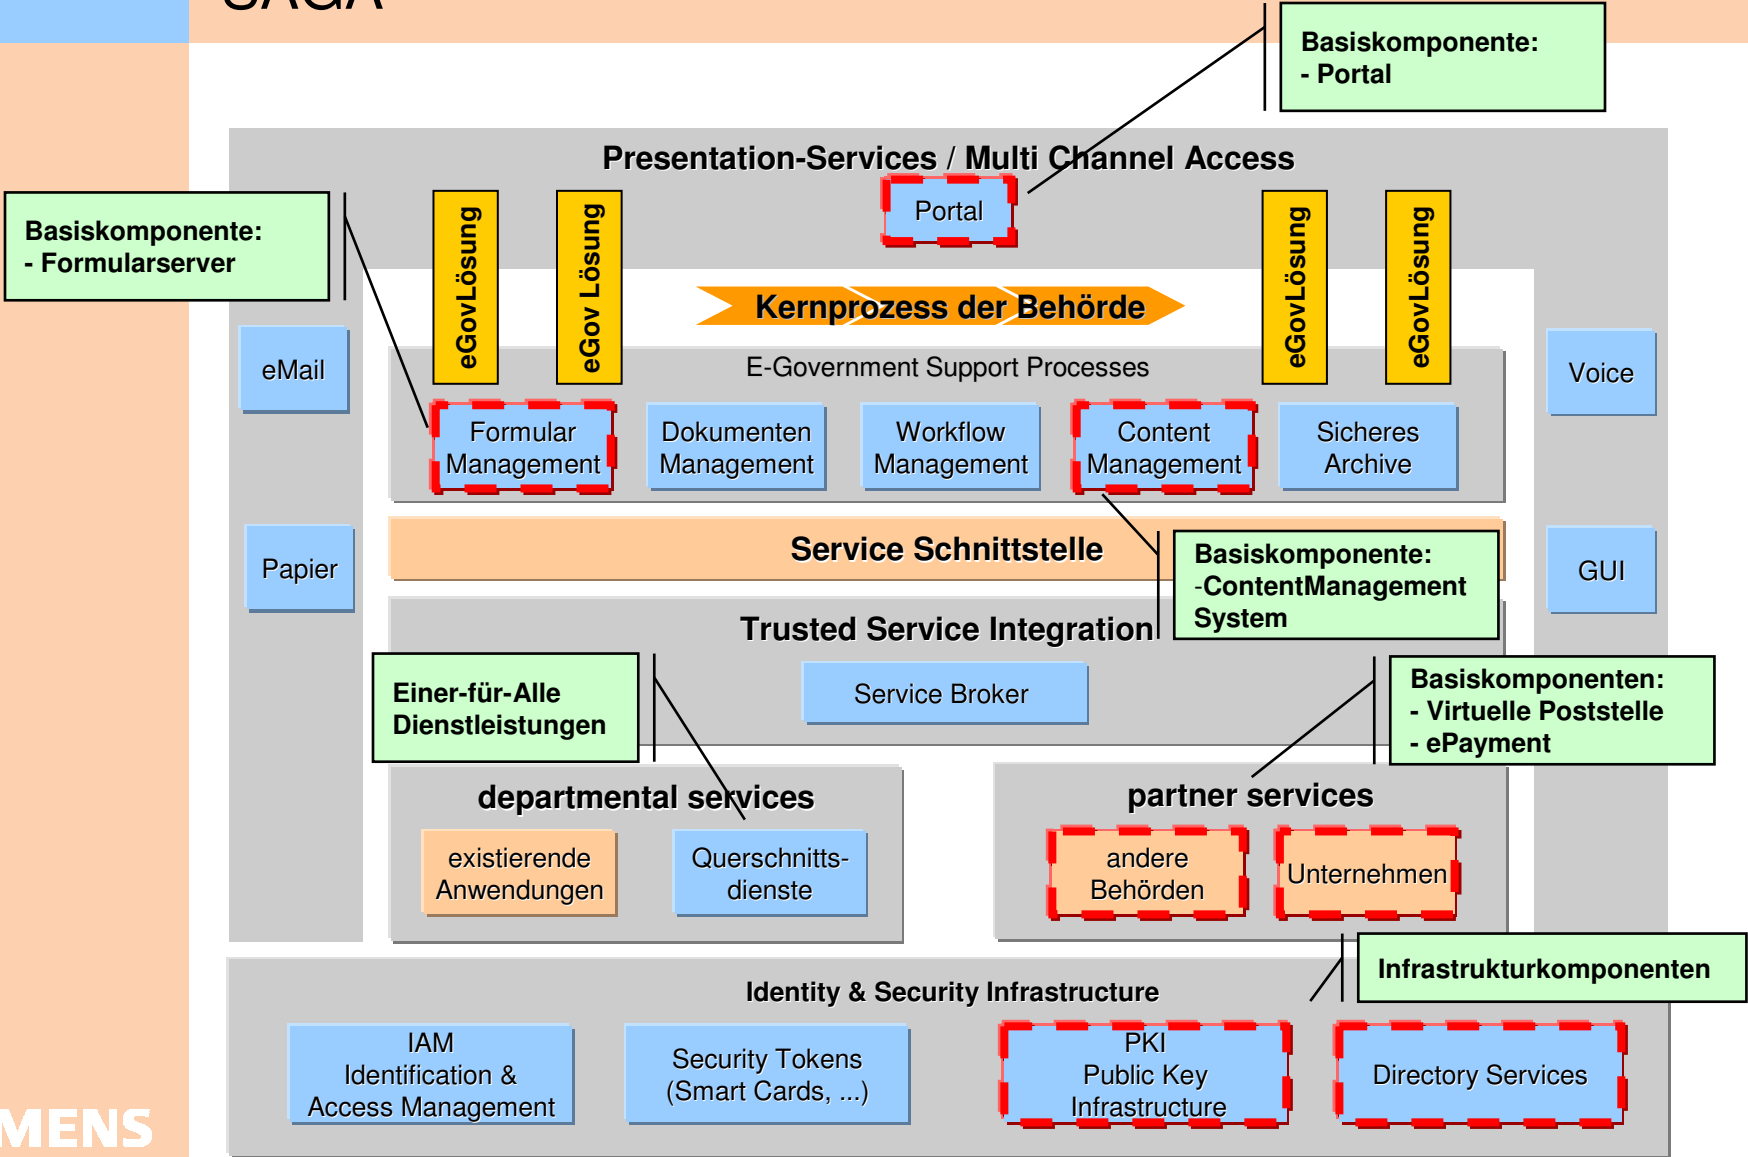 SAGA
Basiskomponente:
- Portal
Presentation-Services / Multi Channel Access
Portal
Basiskomponente:
- Formularserver
eGovLösung
eGov Lösung
eGovLösung
eGovLösung
Kernprozess der Behörde
eMail
Voice
E-Government Support Processes
Formular
Management
Dokumenten
Management
Workflow
Management
Content
Management
Sicheres
Archive
Papier
GUI
Service Schnittstelle
Basiskomponente:
-ContentManagement
System
Trusted Service Integration
Service Broker
Einer-für-Alle
Dienstleistungen
Basiskomponenten:
- Virtuelle Poststelle
- ePayment
departmental services
existierende
Anwendungen
Querschnitts-
dienste
partner services
andere
Behörden
Unternehmen
Infrastrukturkomponenten
Identity & Security Infrastructure
IAM
Identification &
Access Management
Security Tokens
(Smart Cards, ...)
PKI
Public Key
Infrastructure
Directory Services
MENS